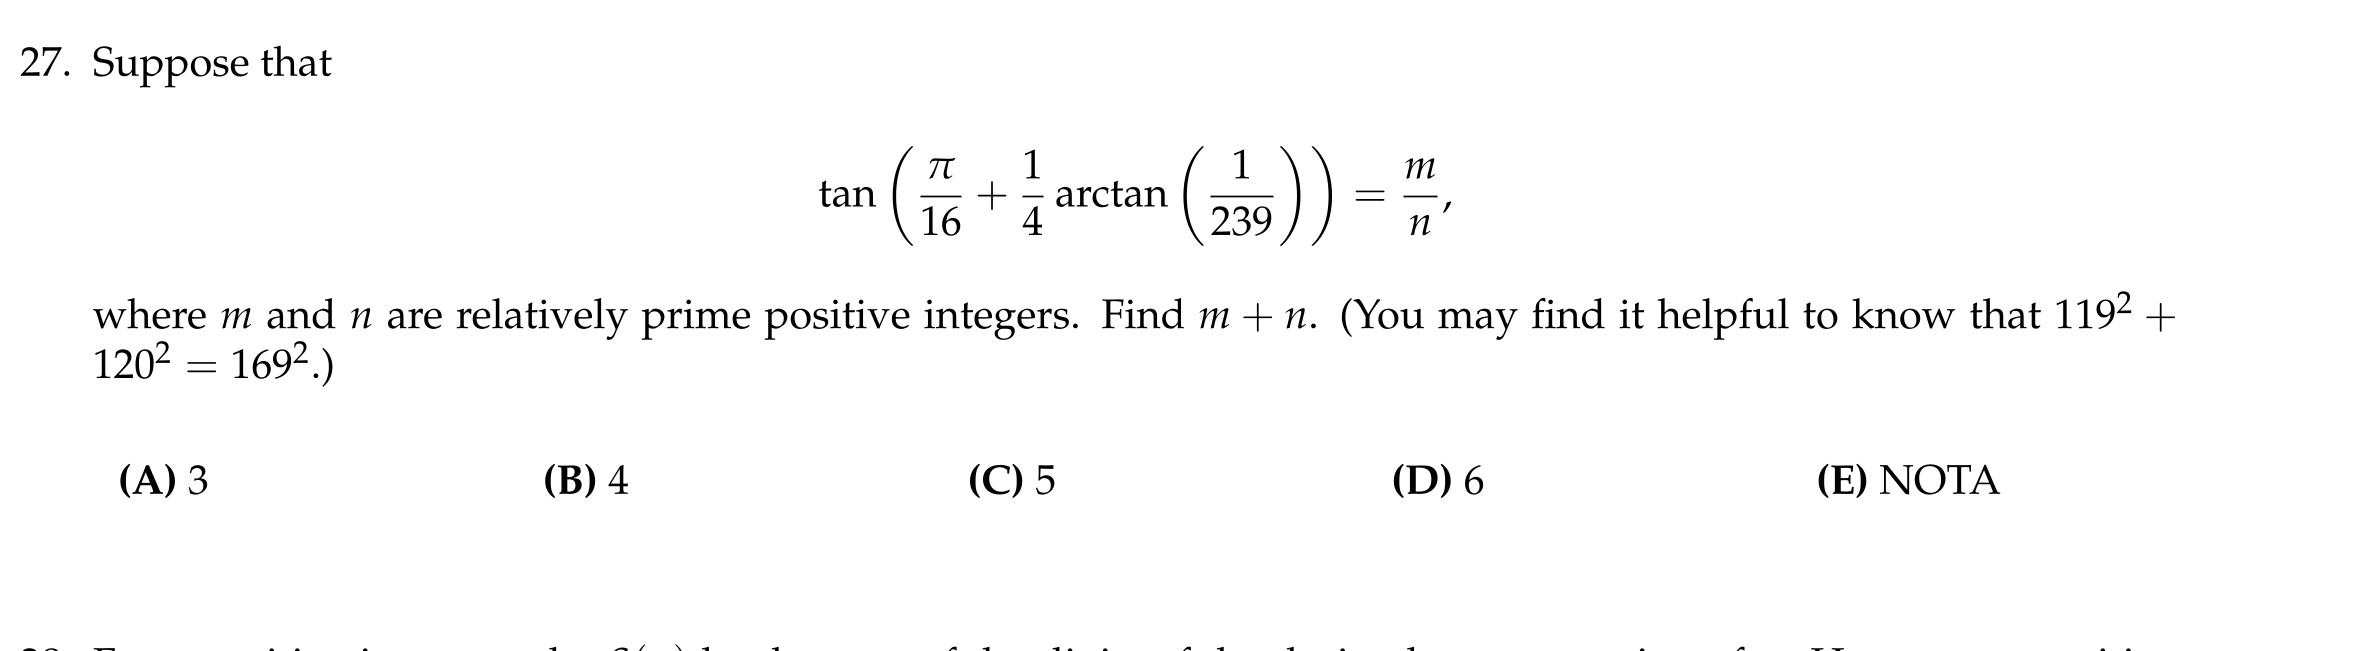 27. Suppose that
tan(π/16 + 1/4 arctan(1/239)) = m/n,
where m and n are relatively prime positive integers. Find m + n. (You may find it helpful to know that 119² +
120² = 169².)
(A) 3 (B) 4 (C) 5 (D) 6 (E) NOTA